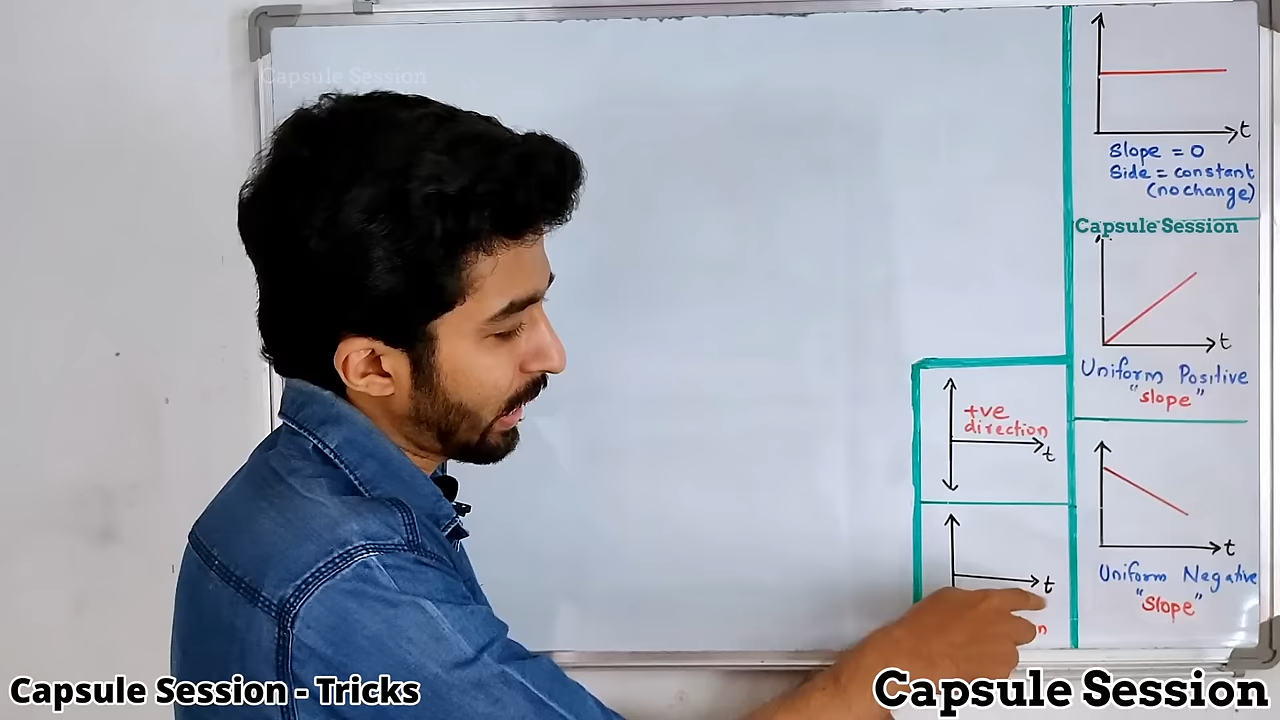 Capsule Session
t
Slope = 0
Side = constant
(no change)
Capsule Session
t
Uniform Positive
"slope"
+ve
direction
t
t
t
Uniform Negative
"Slope"
Capsule Session - Tricks
Capsule Session